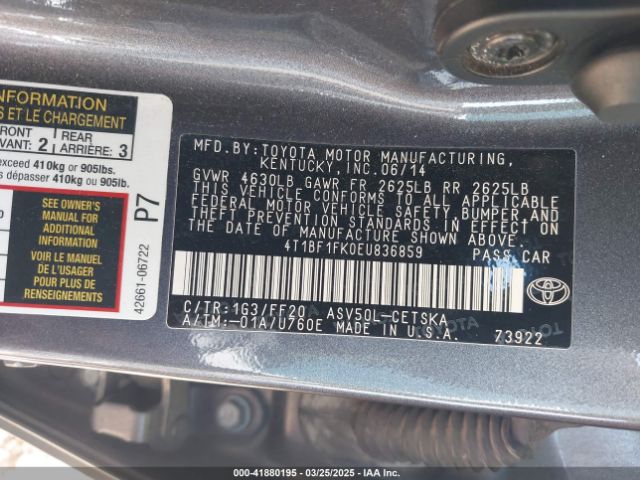 INFORMATION
S ET LE CHARGEMENT
FRONT
VANT: 2
REAR
ARRIÈRE: 3
exceed 410kg or 905lbs.
s dépasser 410kg ou 905lb.
SEE OWNER'S
MANUAL FOR
ADDITIONAL
INFORMATION
VOIR LE MANUEL
DE L'USAGER
POUR PLUS DE
RENSEIGNEMENTS
P7
42661-06722
MFD.BY:TOYOTA MOTOR MANUFACTURING,
KENTUCKY,INC.06/14
GVWR 4630LB GAWR FR 2625LB RR 2625LB
THIS VEHICLE CONFORMS TO ALL APPLICABLE
FEDERAL MOTOR VEHICLE SAFETY,BUMPER,AND
THEFT PREVENTION STANDARDS IN EFFECT ON
THE DATE OF MANUFACTURE SHOWN ABOVE.
4T1BF1FK0EU836859 PASS.CAR
C/TR:1G3/FF20 ASV50L-CETSKA
A/TM:-01A/U760E MADE IN U.S.A.
73922
000-41880195 - 03/25/2025 - IAA, LLC.